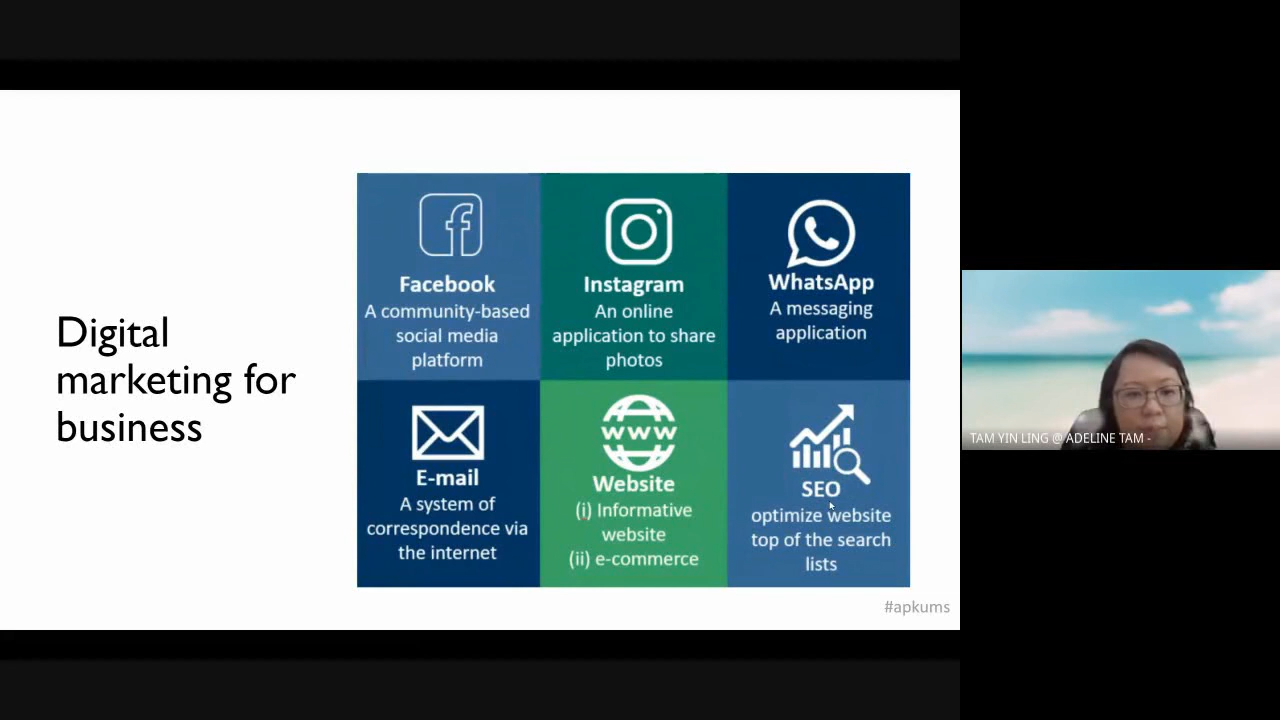 Digital
marketing for
business
Facebook
A community-based
social media
platform
Instagram
An online
application to share
photos
WhatsApp
A messaging
application
E-mail
A system of
correspondence via
the internet
www
Website
(i) Informative
website
(ii) e-commerce
SEO
optimize website
top of the search
lists
#apkums
TAM YIN LING @ ADELINE TAM -